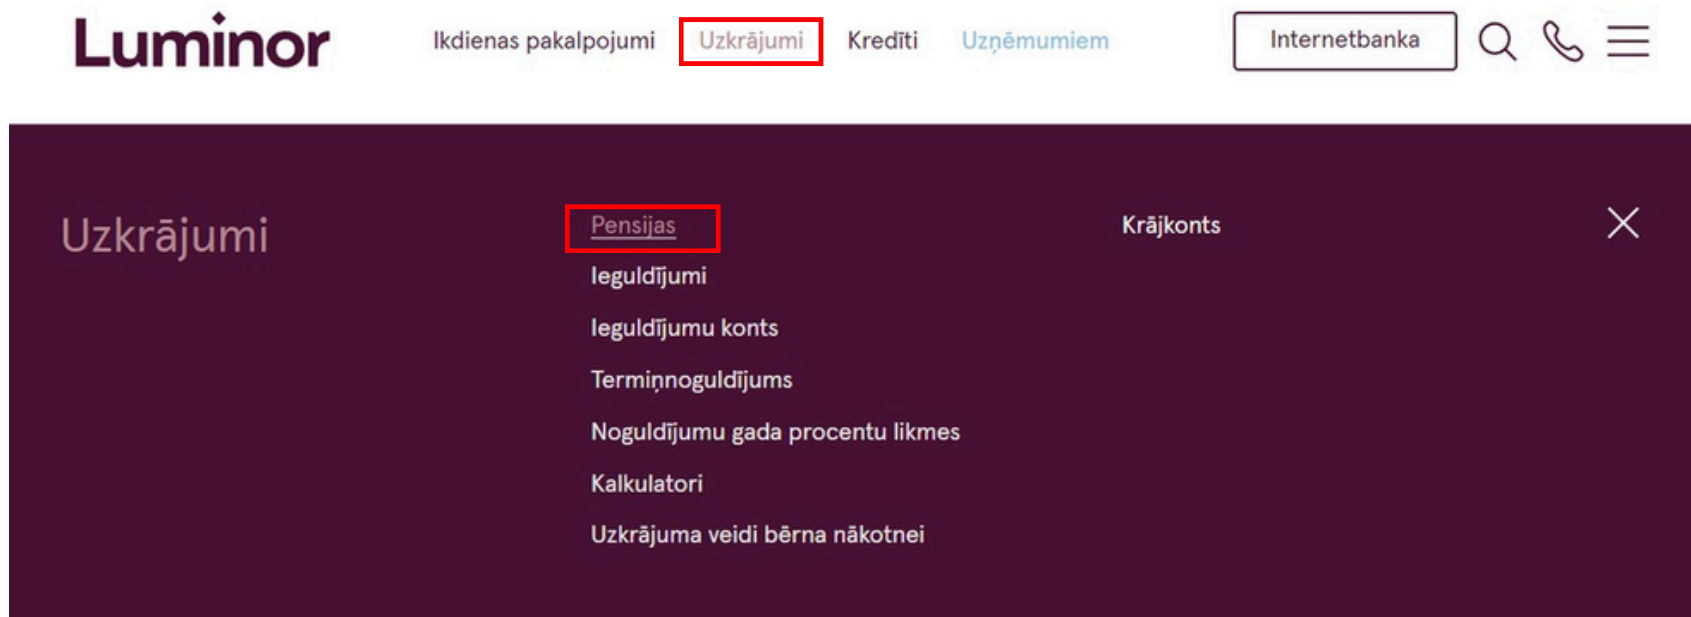 Luminor Ikdienas pakalpojumi Uzkrājumi Kredīti Uzņēmumiem Internetbanka
Uzkrājumi
Pensijas
Ieguldījumi
Ieguldījumu konts
Termiņnoguldījums
Noguldījumu gada procentu likmes
Kalkulatori
Uzkrājuma veidi bērna nākotnei
Krājkonts